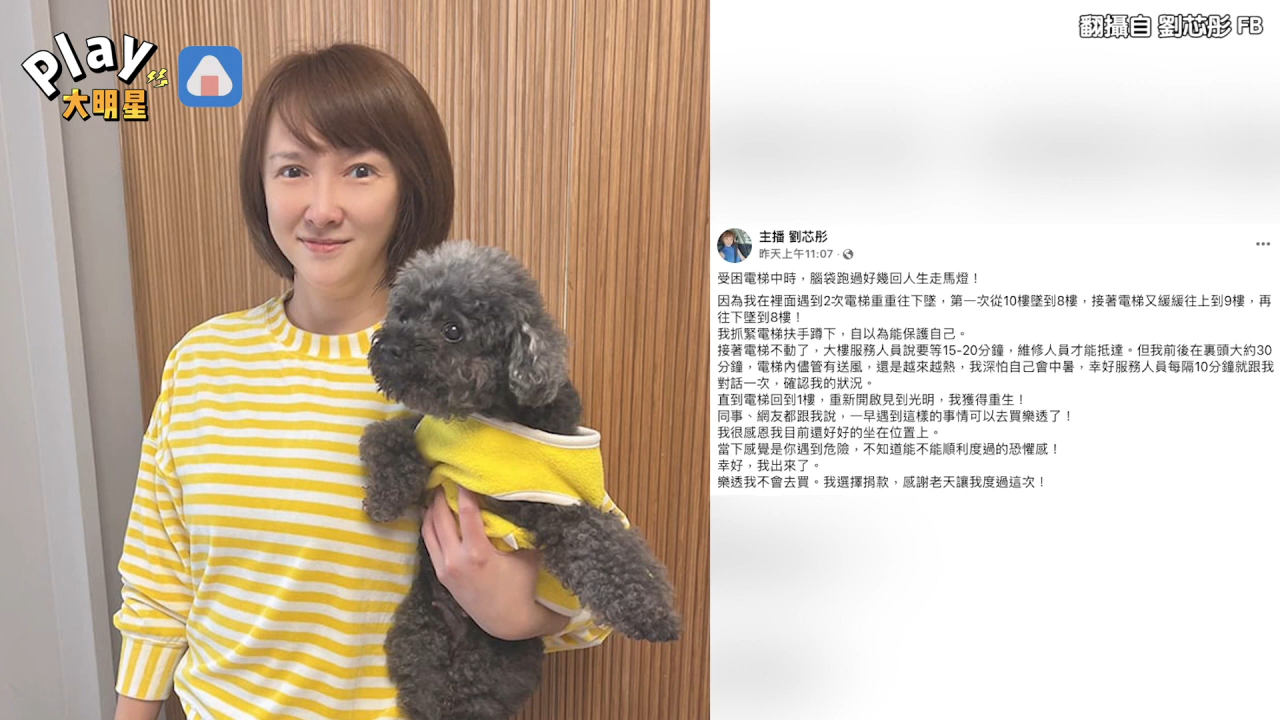 Play
大明星
翻攝自 劉芯彤 FB
主播 劉芯彤
昨天上午11:07 ·
受困電梯中時，腦袋跑過好幾回人生走馬燈！
因為我在裡面遇到2次電梯重重往下墜，第一次從10樓墜到8樓，接著電梯又緩緩往上到9樓，再
往下墜到8樓！
我抓緊電梯扶手蹲下，自以為能保護自己。
接著電梯不動了，大樓服務人員說要等15-20分鐘，維修人員才能抵達。但我前後在裏頭大約30
分鐘，電梯內儘管有送風，還是越來越熱，我深怕自己會中暑，幸好服務人員每隔10分鐘就跟我
對話一次，確認我的狀況。
直到電梯回到1樓，重新開啟見到光明，我獲得重生！
同事、網友都跟我說，一早遇到這樣的事情可以去買樂透了！
我很感恩我目前還好好的坐在位置上。
當下感覺是你遇到危險，不知道能不能順利度過的恐懼感！
幸好，我出來了。
樂透我不會去買。我選擇捐款，感謝老天讓我度過這次！